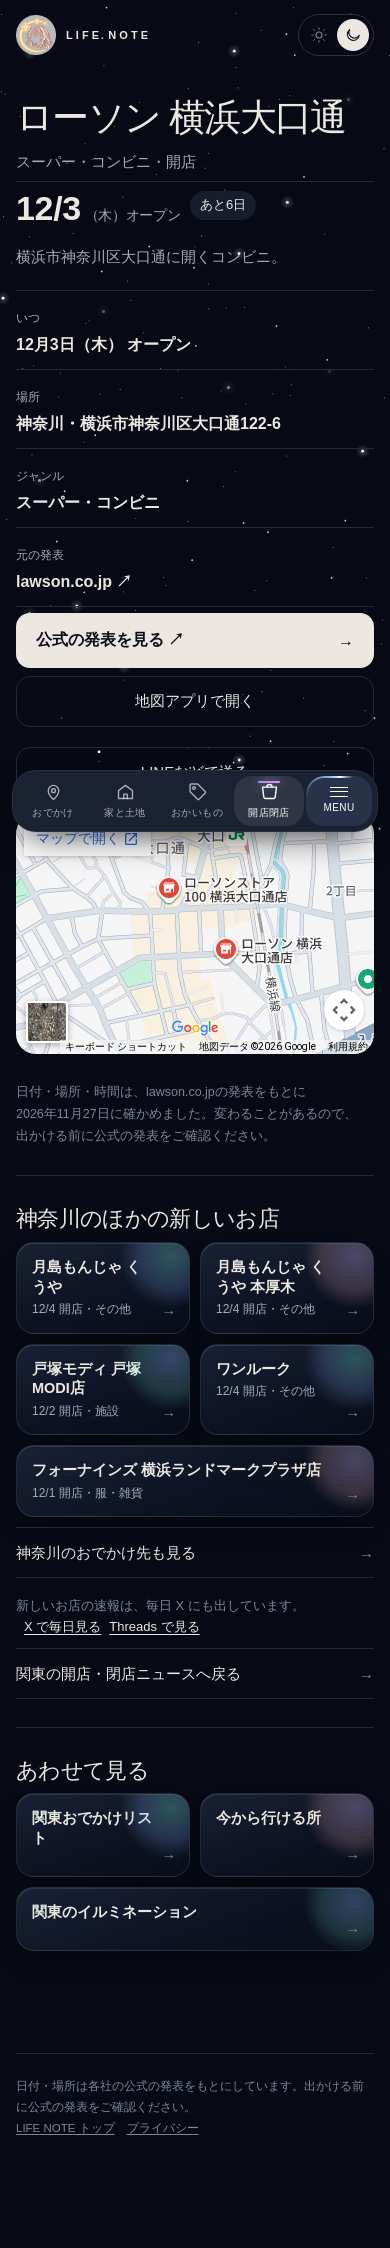 LIFE.NOTE
ローソン 横浜大口通
スーパー・コンビニ・開店
12/3 （木）オープン あと6日
横浜市神奈川区大口通に開くコンビニ。
いつ
12月3日（木） オープン
場所
神奈川・横浜市神奈川区大口通122-6
ジャンル
スーパー・コンビニ
元の発表
lawson.co.jp ↗
公式の発表を見る ↗ →
地図アプリで開く
おでかけ 家と土地 おかいもの 開店閉店 MENU
マップで開く
大口
口通
2丁目
ローソンストア
100 横浜大口通店
ローソン 横浜
大口通店
横浜線
Google
キーボード ショートカット 地図データ ©2026 Google 利用規約
日付・場所・時間は、lawson.co.jpの発表をもとに
2026年11月27日に確かめました。変わることがあるので、
出かける前に公式の発表をご確認ください。
神奈川のほかの新しいお店
月島もんじゃ く
うや
12/4 開店・その他 →
月島もんじゃ く
うや 本厚木
12/4 開店・その他 →
戸塚モディ 戸塚
MODI店
12/2 開店・施設 →
ワンルーク
12/4 開店・その他
→
フォーナインズ 横浜ランドマークプラザ店
12/1 開店・服・雑貨 →
神奈川のおでかけ先も見る →
新しいお店の速報は、毎日 X にも出しています。
X で毎日見る Threads で見る
関東の開店・閉店ニュースへ戻る →
あわせて見る
関東おでかけリス
ト
→
今から行ける所
→
関東のイルミネーション
→
日付・場所は各社の公式の発表をもとにしています。出かける前
に公式の発表をご確認ください。
LIFE NOTE トップ プライバシー